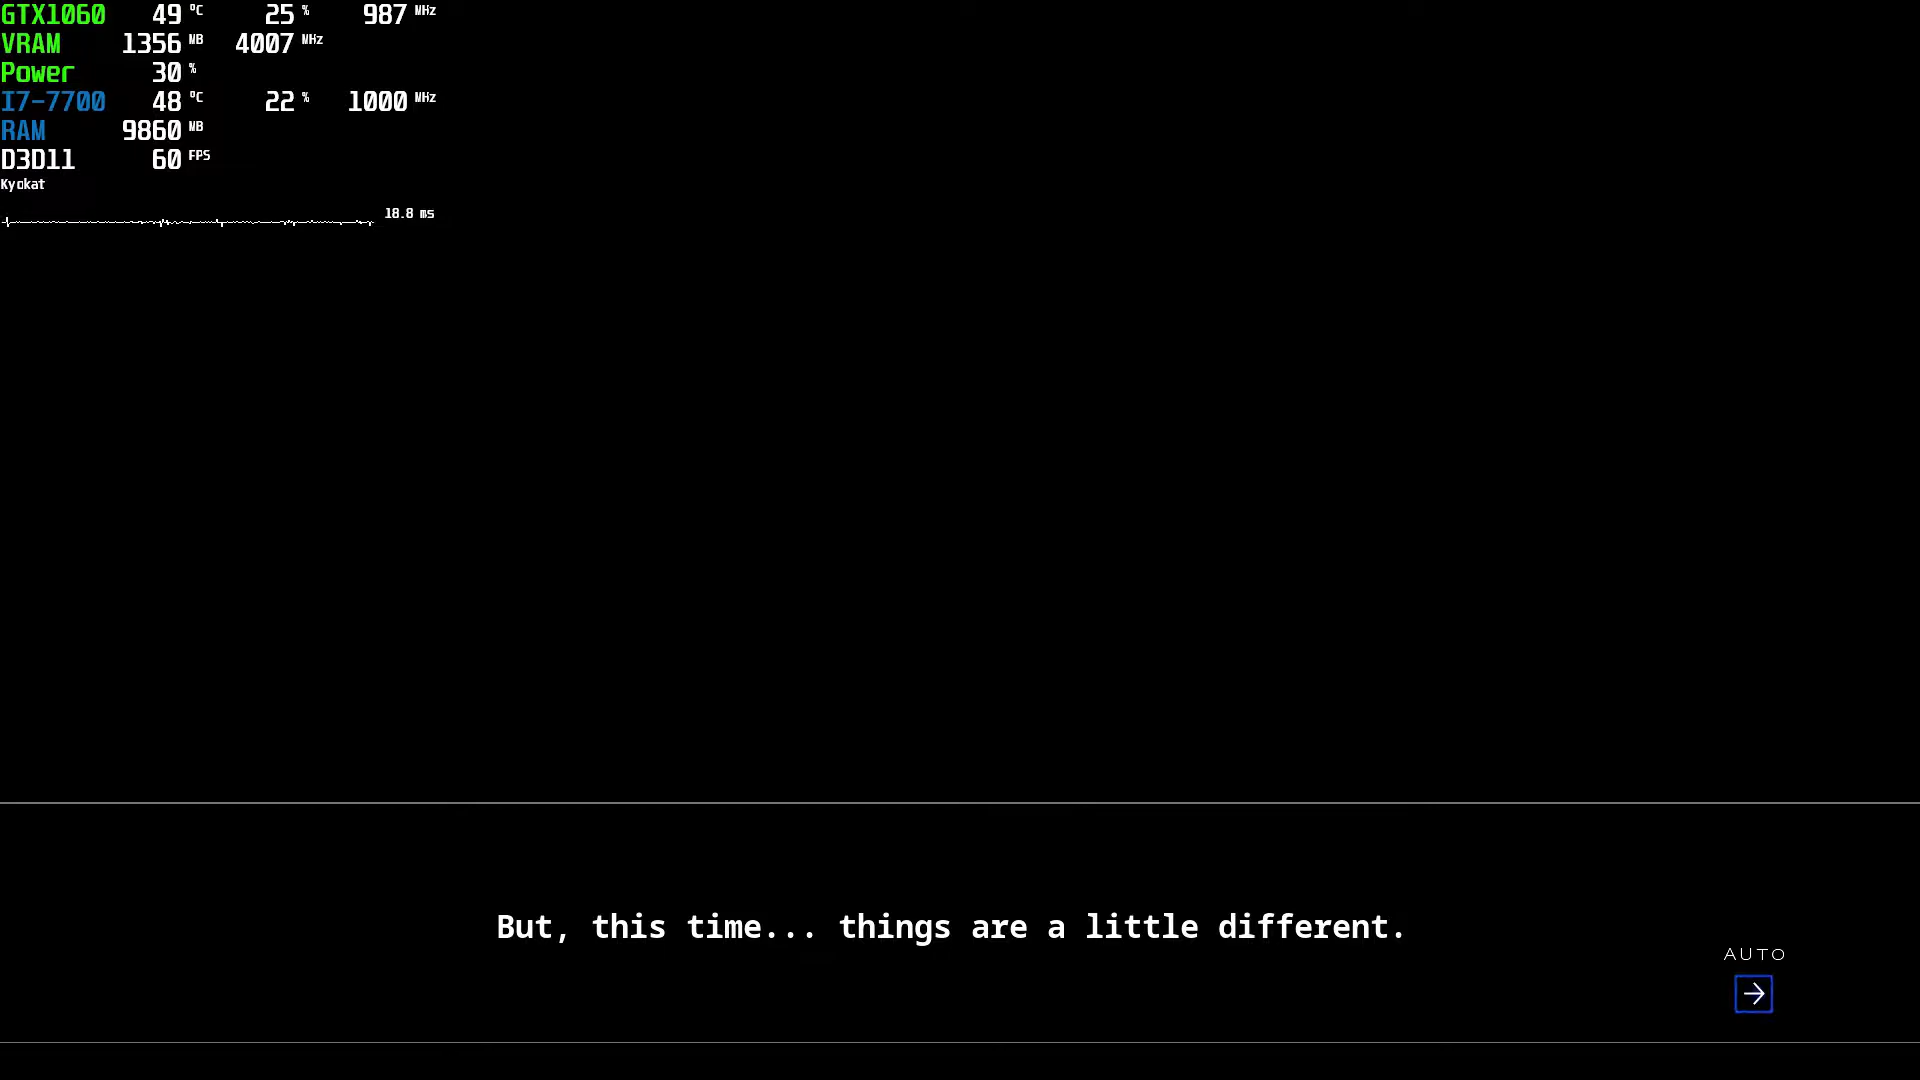 GTX1060 49 °C 25 % 987 MHz
VRAM 1356 MB 4007 MHz
Power 30 %
I7-7700 48 °C 22 % 1000 MHz
RAM 9860 MB
D3D11 60 FPS
Kyokat
18.8 ms
But, this time... things are a little different.
AUTO